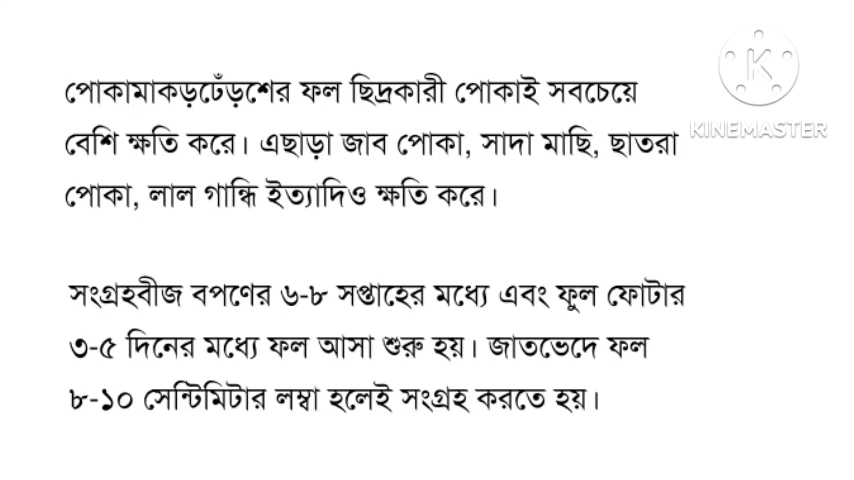 পোকামাকড়ঢেঁড়শের ফল ছিদ্রকারী পোকাই সবচেয়ে
বেশি ক্ষতি করে। এছাড়া জাব পোকা, সাদা মাছি, ছাতরা
পোকা, লাল গান্ধি ইত্যাদিও ক্ষতি করে।
সংগ্রহবীজ বপণের ৬-৮ সপ্তাহের মধ্যে এবং ফুল ফোটার
৩-৫ দিনের মধ্যে ফল আসা শুরু হয়। জাতভেদে ফল
৮-১০ সেন্টিমিটার লম্বা হলেই সংগ্রহ করতে হয়।
K
KINEMASTER